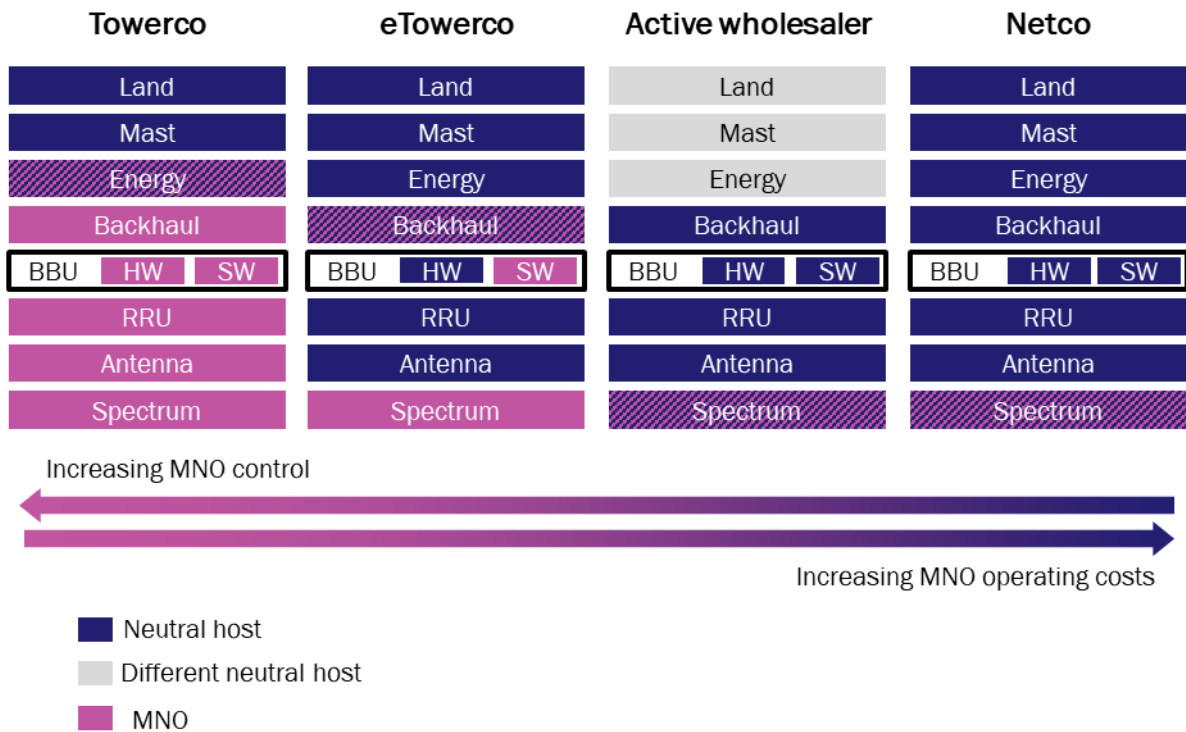 Towerco eTowerco Active wholesaler Netco
Land Land Land Land
Mast Mast Mast Mast
Energy Energy Energy Energy
Backhaul Backhaul Backhaul Backhaul
BBU HW SW BBU HW SW BBU HW SW BBU HW SW
RRU RRU RRU RRU
Antenna Antenna Antenna Antenna
Spectrum Spectrum Spectrum Spectrum
Increasing MNO control
Increasing MNO operating costs
Neutral host
Different neutral host
MNO